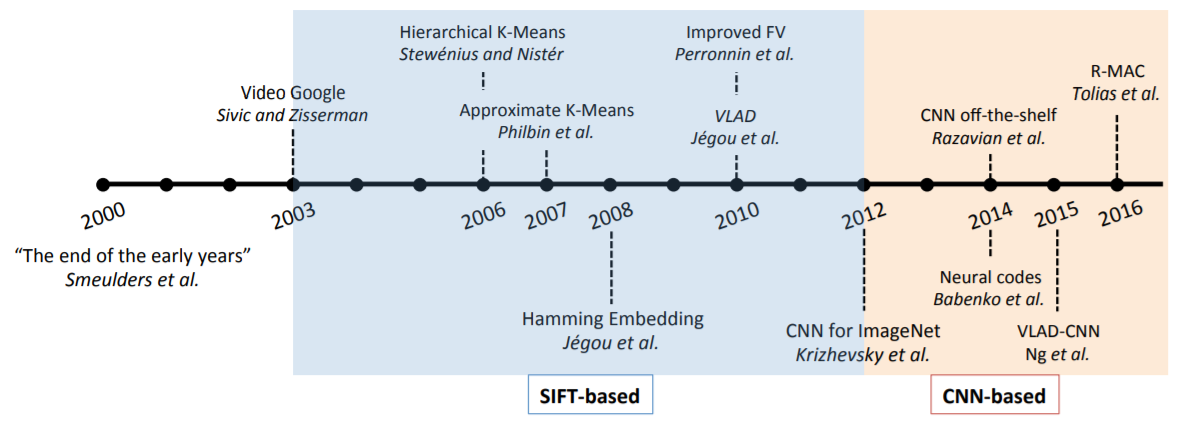 Hierarchical K-Means
Stewénius and Nistér
Improved FV
Perronnin et al.
Video Google
Sivic and Zisserman
Approximate K-Means
Philbin et al.
VLAD
Jégou et al.
CNN off-the-shelf
Razavian et al.
R-MAC
Tolias et al.
2000
2003
2006
2007
2008
2010
2012
2014
2015
2016
“The end of the early years”
Smeulders et al.
Hamming Embedding
Jégou et al.
CNN for ImageNet
Krizhevsky et al.
Neural codes
Babenko et al.
VLAD-CNN
Ng et al.
SIFT-based
CNN-based